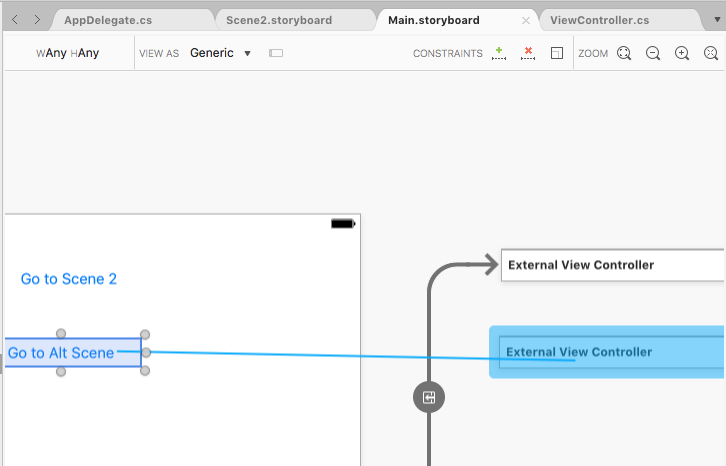 AppDelegate.cs Scene2.storyboard Main.storyboard ViewController.cs
wAny hAny VIEW AS Generic CONSTRAINTS ZOOM
External View Controller
Go to Scene 2
Go to Alt Scene
External View Controller